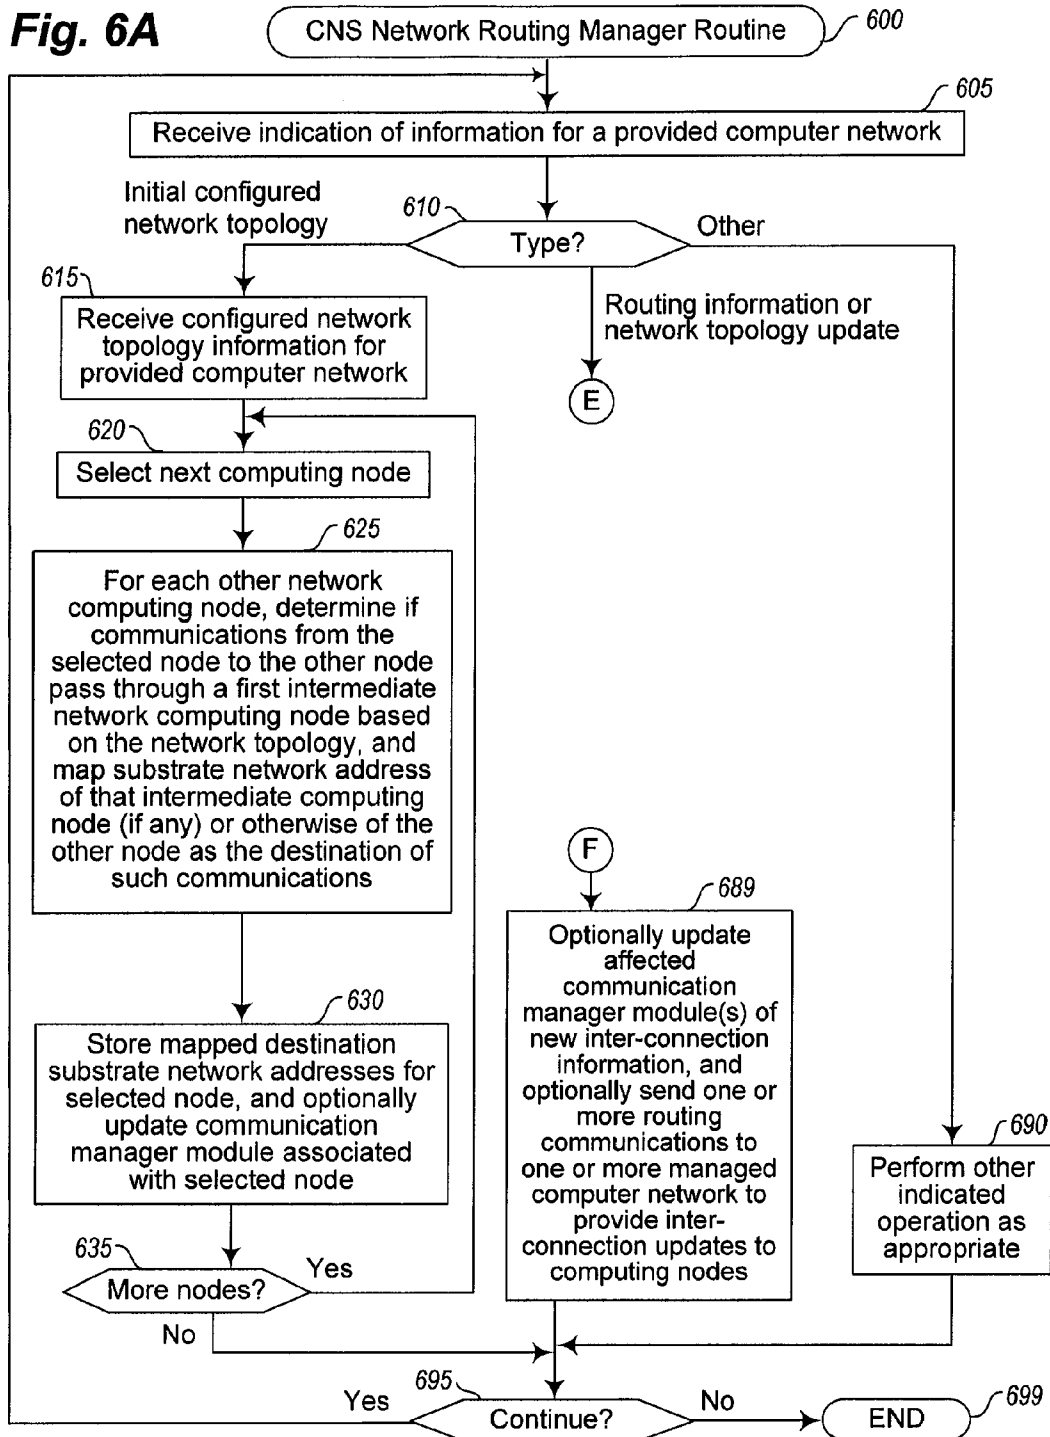 Fig. 6A
CNS Network Routing Manager Routine
600
605
Receive indication of information for a provided computer network
Initial configured
network topology
610
Type?
Other
615
Receive configured network
topology information for
provided computer network
Routing information or
network topology update
E
620
Select next computing node
625
For each other network
computing node, determine if
communications from the
selected node to the other node
pass through a first intermediate
network computing node based
on the network topology, and
map substrate network address
of that intermediate computing
node (if any) or otherwise of the
other node as the destination of
such communications
F
689
Optionally update
affected
communication
manager module(s) of
new inter-connection
information, and
optionally send one or
more routing
communications to
one or more managed
computer network to
provide inter-
connection updates to
computing nodes
630
Store mapped destination
substrate network addresses for
selected node, and optionally
update communication
manager module associated
with selected node
690
Perform other
indicated
operation as
appropriate
635
More nodes?
Yes
No
695
Continue?
Yes
No
END
699